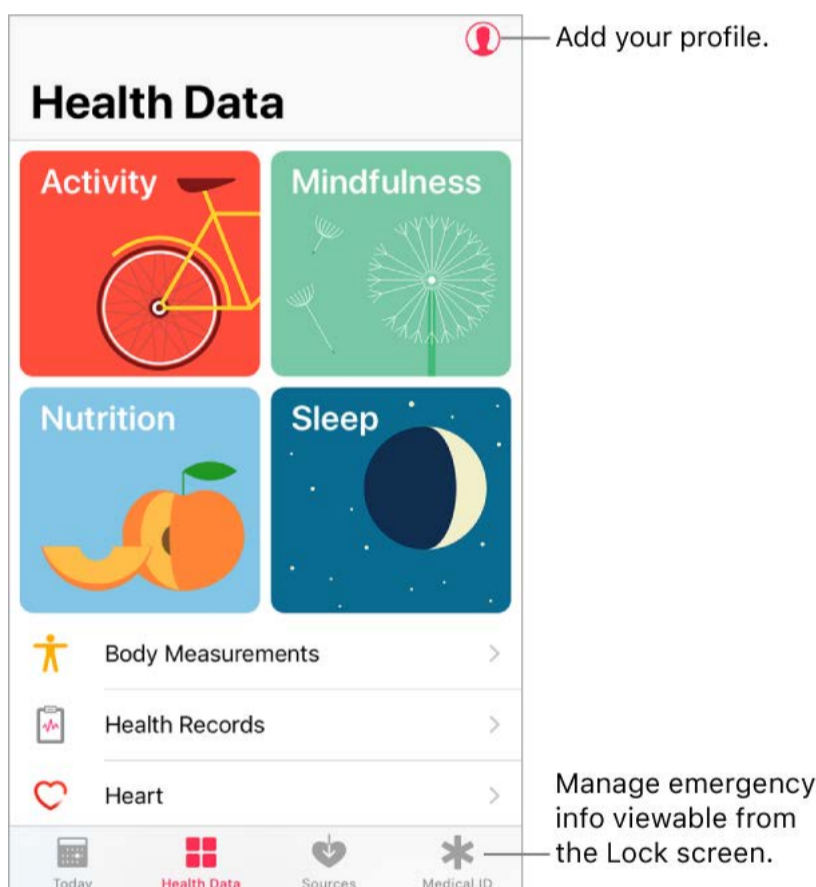 Add your profile.
Health Data
Activity
Mindfulness
Nutrition
Sleep
Body Measurements
Health Records
Heart
Manage emergency
info viewable from
the Lock screen.
Today
Health Data
Sources
Medical ID